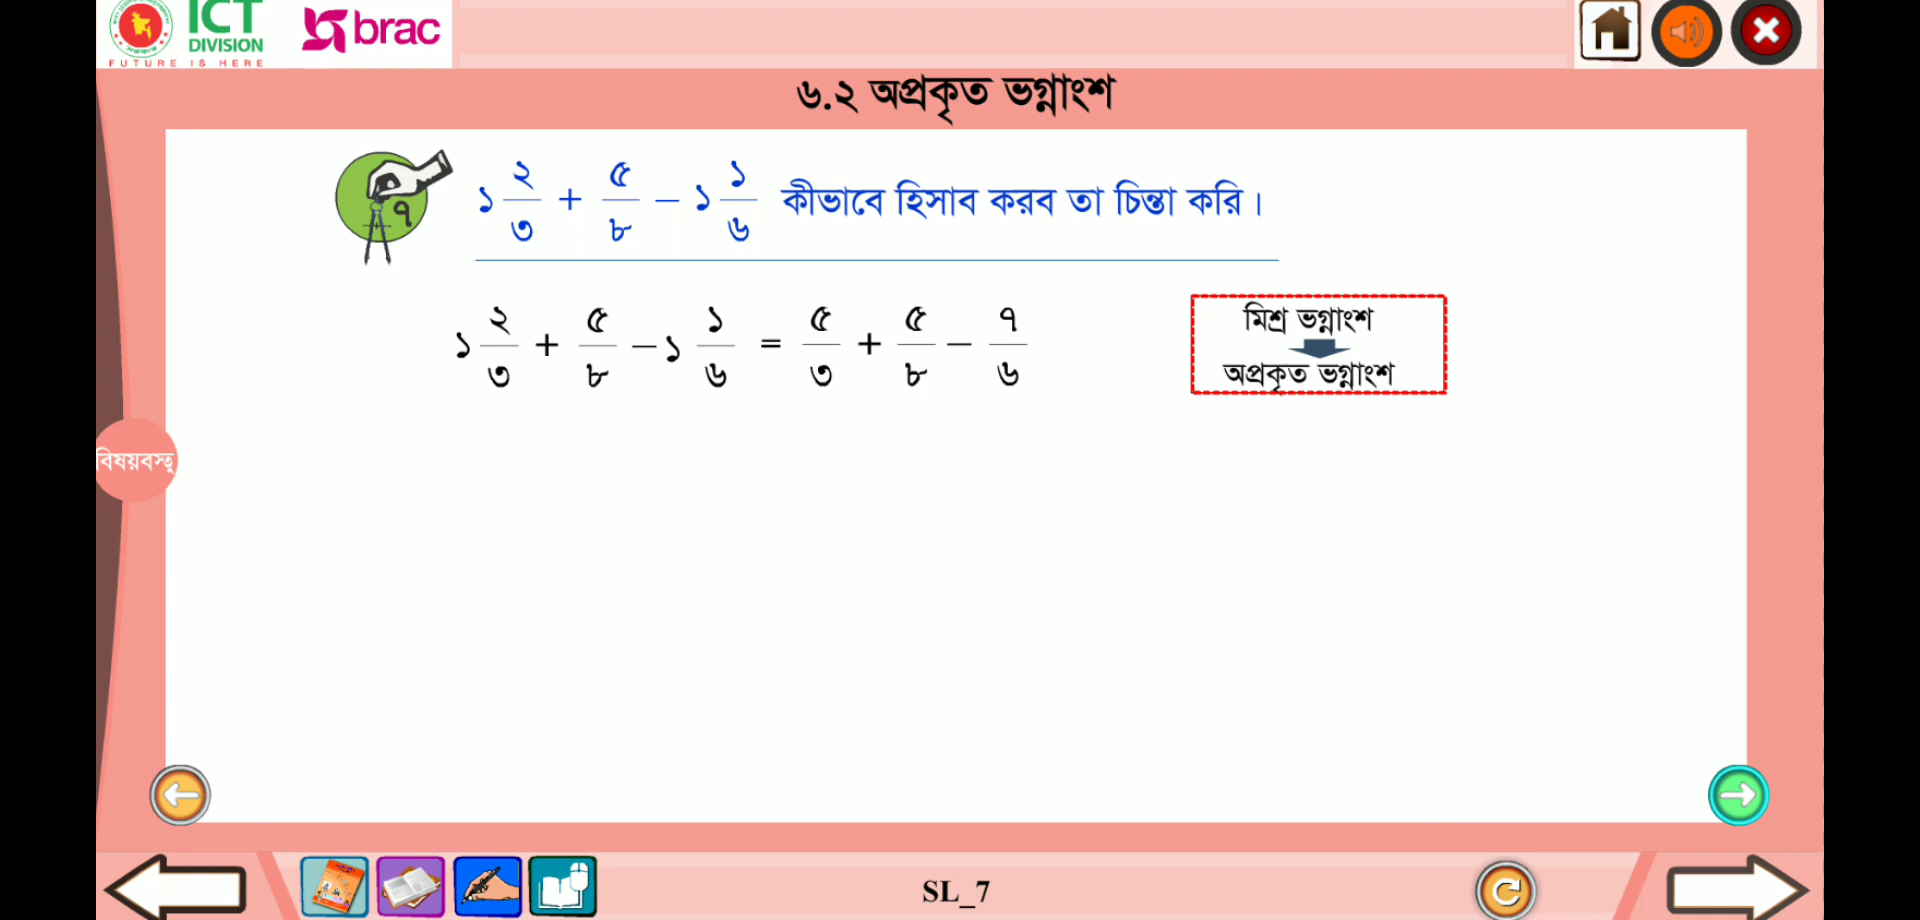 ICT
DIVISION
FUTURE IS HERE
brac
৬.২ অপ্রকৃত ভগ্নাংশ
৭
১ ২/৩ + ৫/৮ − ১ ১/৬ কীভাবে হিসাব করব তা চিন্তা করি।
১ ২/৩ + ৫/৮ − ১ ১/৬ = ৫/৩ + ৫/৮ − ৭/৬
মিশ্র ভগ্নাংশ
অপ্রকৃত ভগ্নাংশ
বিষয়বস্তু
SL_7